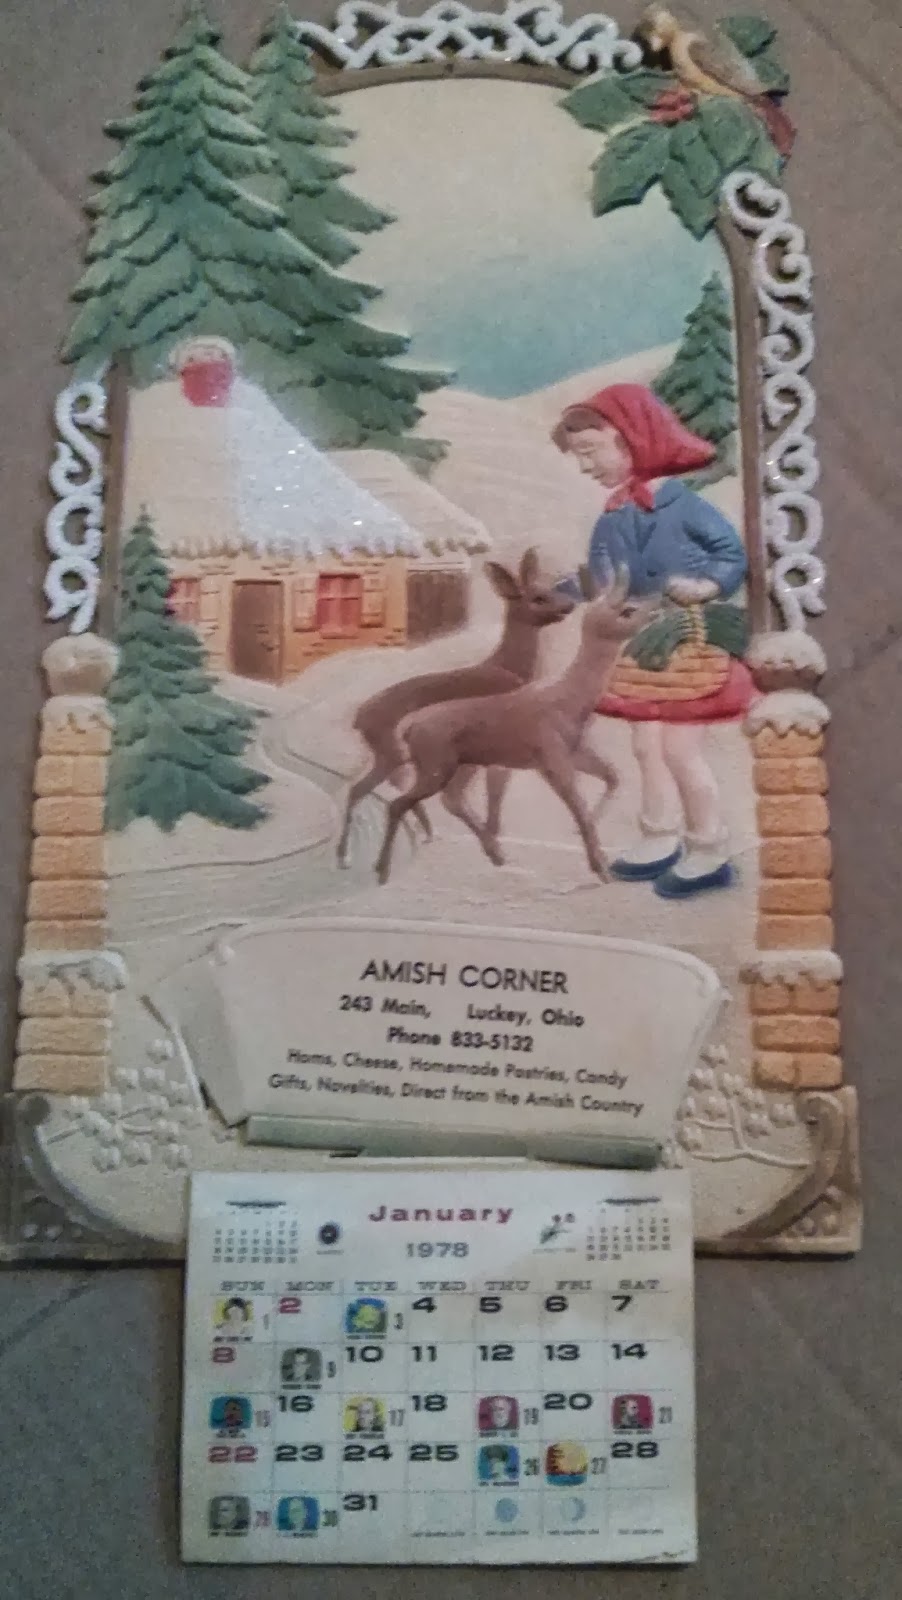 AMISH CORNER
243 Main, Luckey, Ohio
Phone 833-5132
Hams, Cheese, Homemade Pastries, Candy
Gifts, Novelties, Direct from the Amish Country
January
1978
SUN MON TUE WED THU FRI SAT
1 2 3 4 5 6 7
8 9 10 11 12 13 14
15 16 17 18 19 20 21
22 23 24 25 26 27 28
29 30 31